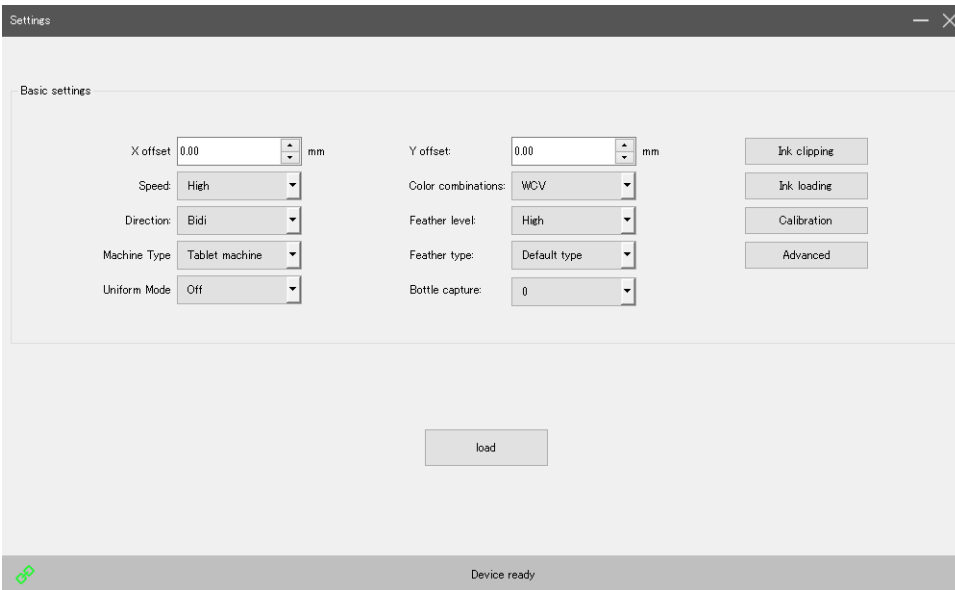 Settings
Basic settings
X offset 0.00 mm Y offset: 0.00 mm Ink clipping
Speed: High Color combinations: WCV Ink loading
Direction: Bidi Feather level: High Calibration
Machine Type Tablet machine Feather type: Default type Advanced
Uniform Mode Off Bottle capture: 0
load
Device ready